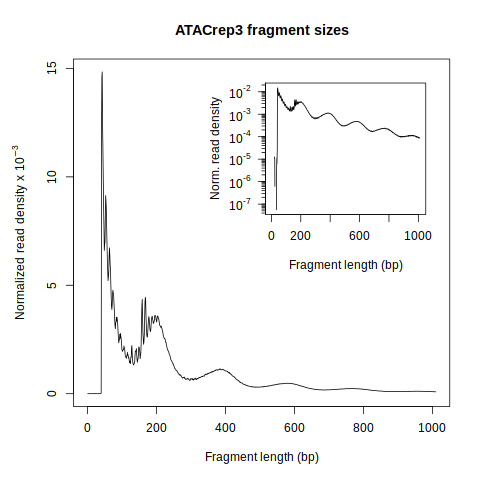 ATACrep3 fragment sizes
Normalized read density x 10⁻³
15
10
5
0
0 200 400 600 800 1000
Fragment length (bp)
Norm. read density
10⁻²
10⁻³
10⁻⁴
10⁻⁵
10⁻⁶
10⁻⁷
0 200 600 1000
Fragment length (bp)